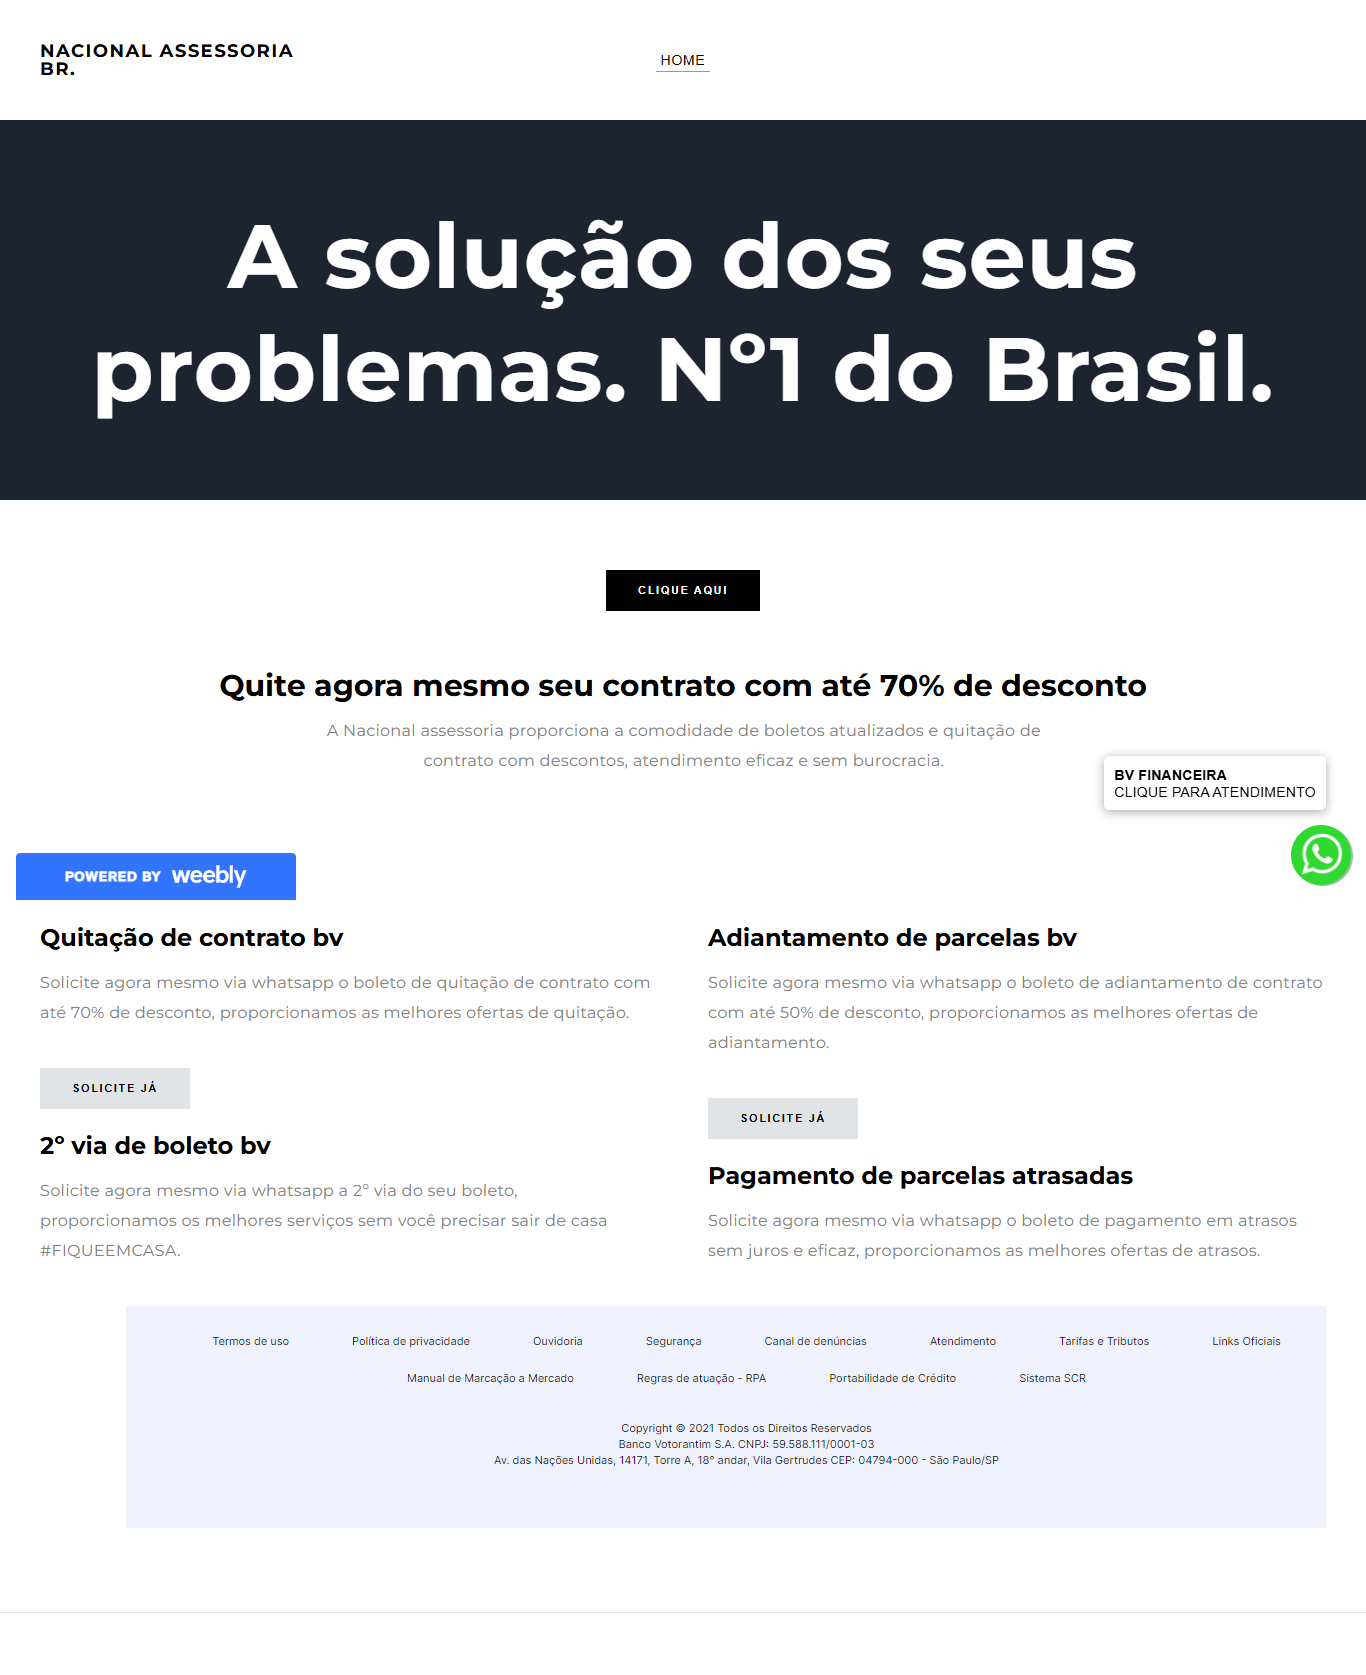 NACIONAL ASSESSORIA
BR.
HOME
A solução dos seus
problemas. Nº1 do Brasil.
CLIQUE AQUI
Quite agora mesmo seu contrato com até 70% de desconto
A Nacional assessoria proporciona a comodidade de boletos atualizados e quitação de
contrato com descontos, atendimento eficaz e sem burocracia.
BV FINANCEIRA
CLIQUE PARA ATENDIMENTO
POWERED BY weebly
Quitação de contrato bv
Solicite agora mesmo via whatsapp o boleto de quitação de contrato com
até 70% de desconto, proporcionamos as melhores ofertas de quitação.
SOLICITE JÁ
2º via de boleto bv
Solicite agora mesmo via whatsapp a 2º via do seu boleto,
proporcionamos os melhores serviços sem você precisar sair de casa
#FIQUEEMCASA.
Adiantamento de parcelas bv
Solicite agora mesmo via whatsapp o boleto de adiantamento de contrato
com até 50% de desconto, proporcionamos as melhores ofertas de
adiantamento.
SOLICITE JÁ
Pagamento de parcelas atrasadas
Solicite agora mesmo via whatsapp o boleto de pagamento em atrasos
sem juros e eficaz, proporcionamos as melhores ofertas de atrasos.
Termos de uso Política de privacidade Ouvidoria Segurança Canal de denúncias Atendimento Tarifas e Tributos Links Oficiais
Manual de Marcação a Mercado Regras de atuação - RPA Portabilidade de Crédito Sistema SCR
Copyright © 2021 Todos os Direitos Reservados
Banco Votorantim S.A. CNPJ: 59.588.111/0001-03
Av. das Nações Unidas, 14171, Torre A, 18° andar, Vila Gertrudes CEP: 04794-000 - São Paulo/SP